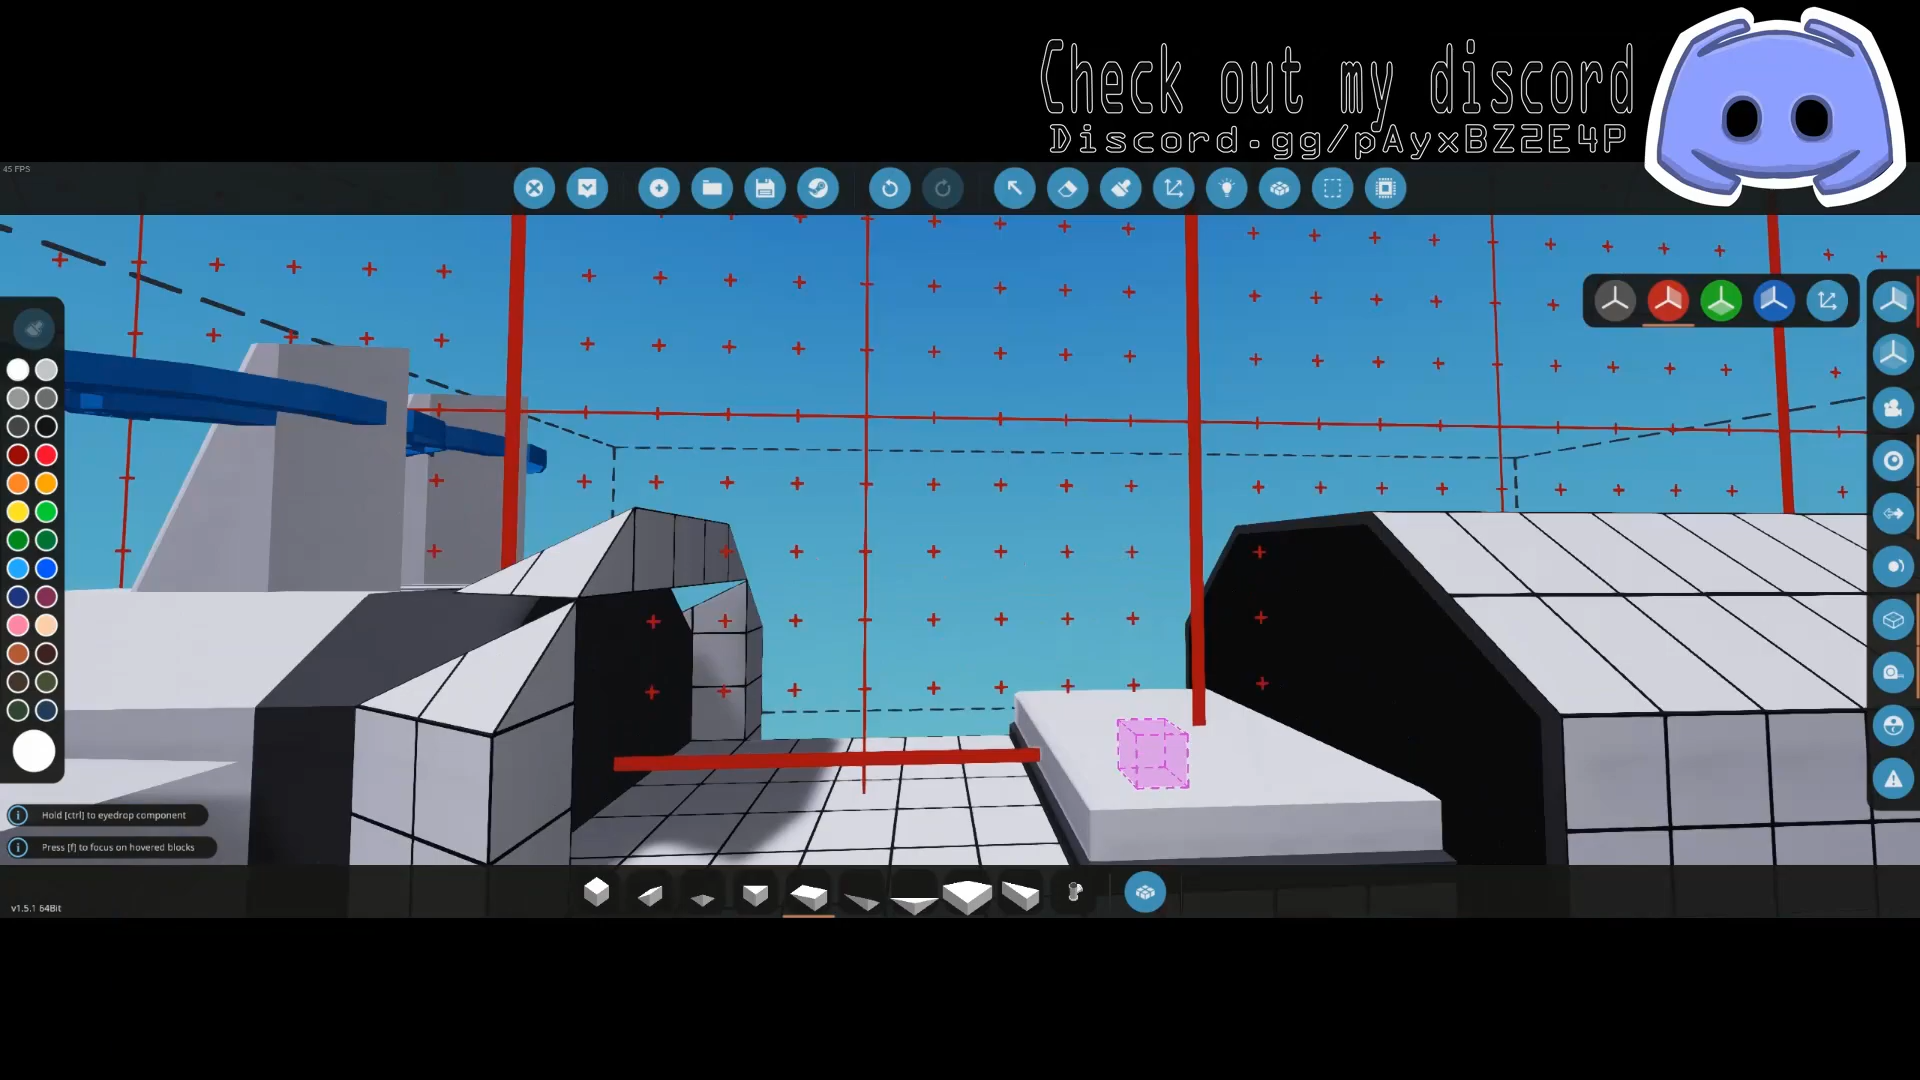 Check out my discord
Discord.gg/pAyxBZ2E4P
45 FPS
Hold [ctrl] to eyedrop component
Press [f] to focus on hovered blocks
v1.5.1 64Bit